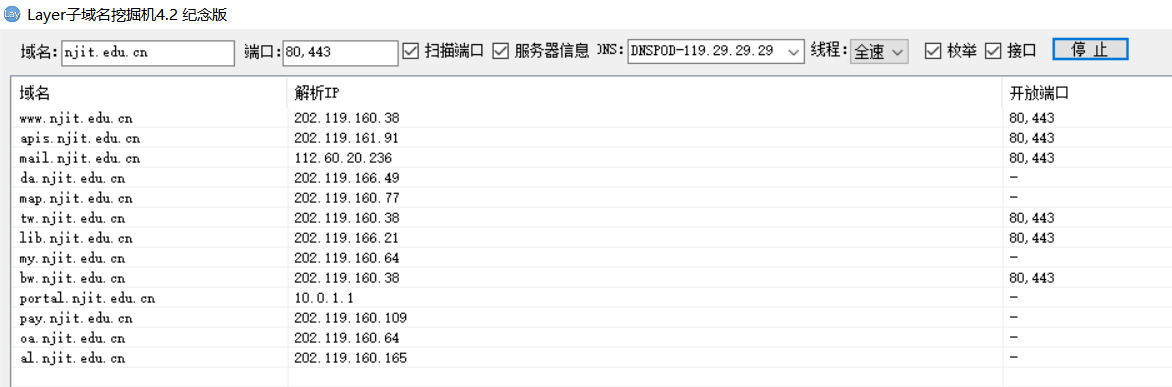 Lay Layer子域名挖掘机4.2 纪念版
域名: njit.edu.cn 端口: 80,443 扫描端口 服务器信息 DNS: DNSPOD-119.29.29.29 线程: 全速 枚举 接口 停止
域名 解析IP 开放端口
www.njit.edu.cn 202.119.160.38 80,443
apis.njit.edu.cn 202.119.161.91 80,443
mail.njit.edu.cn 112.60.20.236 80,443
da.njit.edu.cn 202.119.166.49 -
map.njit.edu.cn 202.119.160.77 -
tw.njit.edu.cn 202.119.160.38 80,443
lib.njit.edu.cn 202.119.166.21 80,443
my.njit.edu.cn 202.119.160.64 -
bw.njit.edu.cn 202.119.160.38 80,443
portal.njit.edu.cn 10.0.1.1 -
pay.njit.edu.cn 202.119.160.109 -
oa.njit.edu.cn 202.119.160.64 -
al.njit.edu.cn 202.119.160.165 -